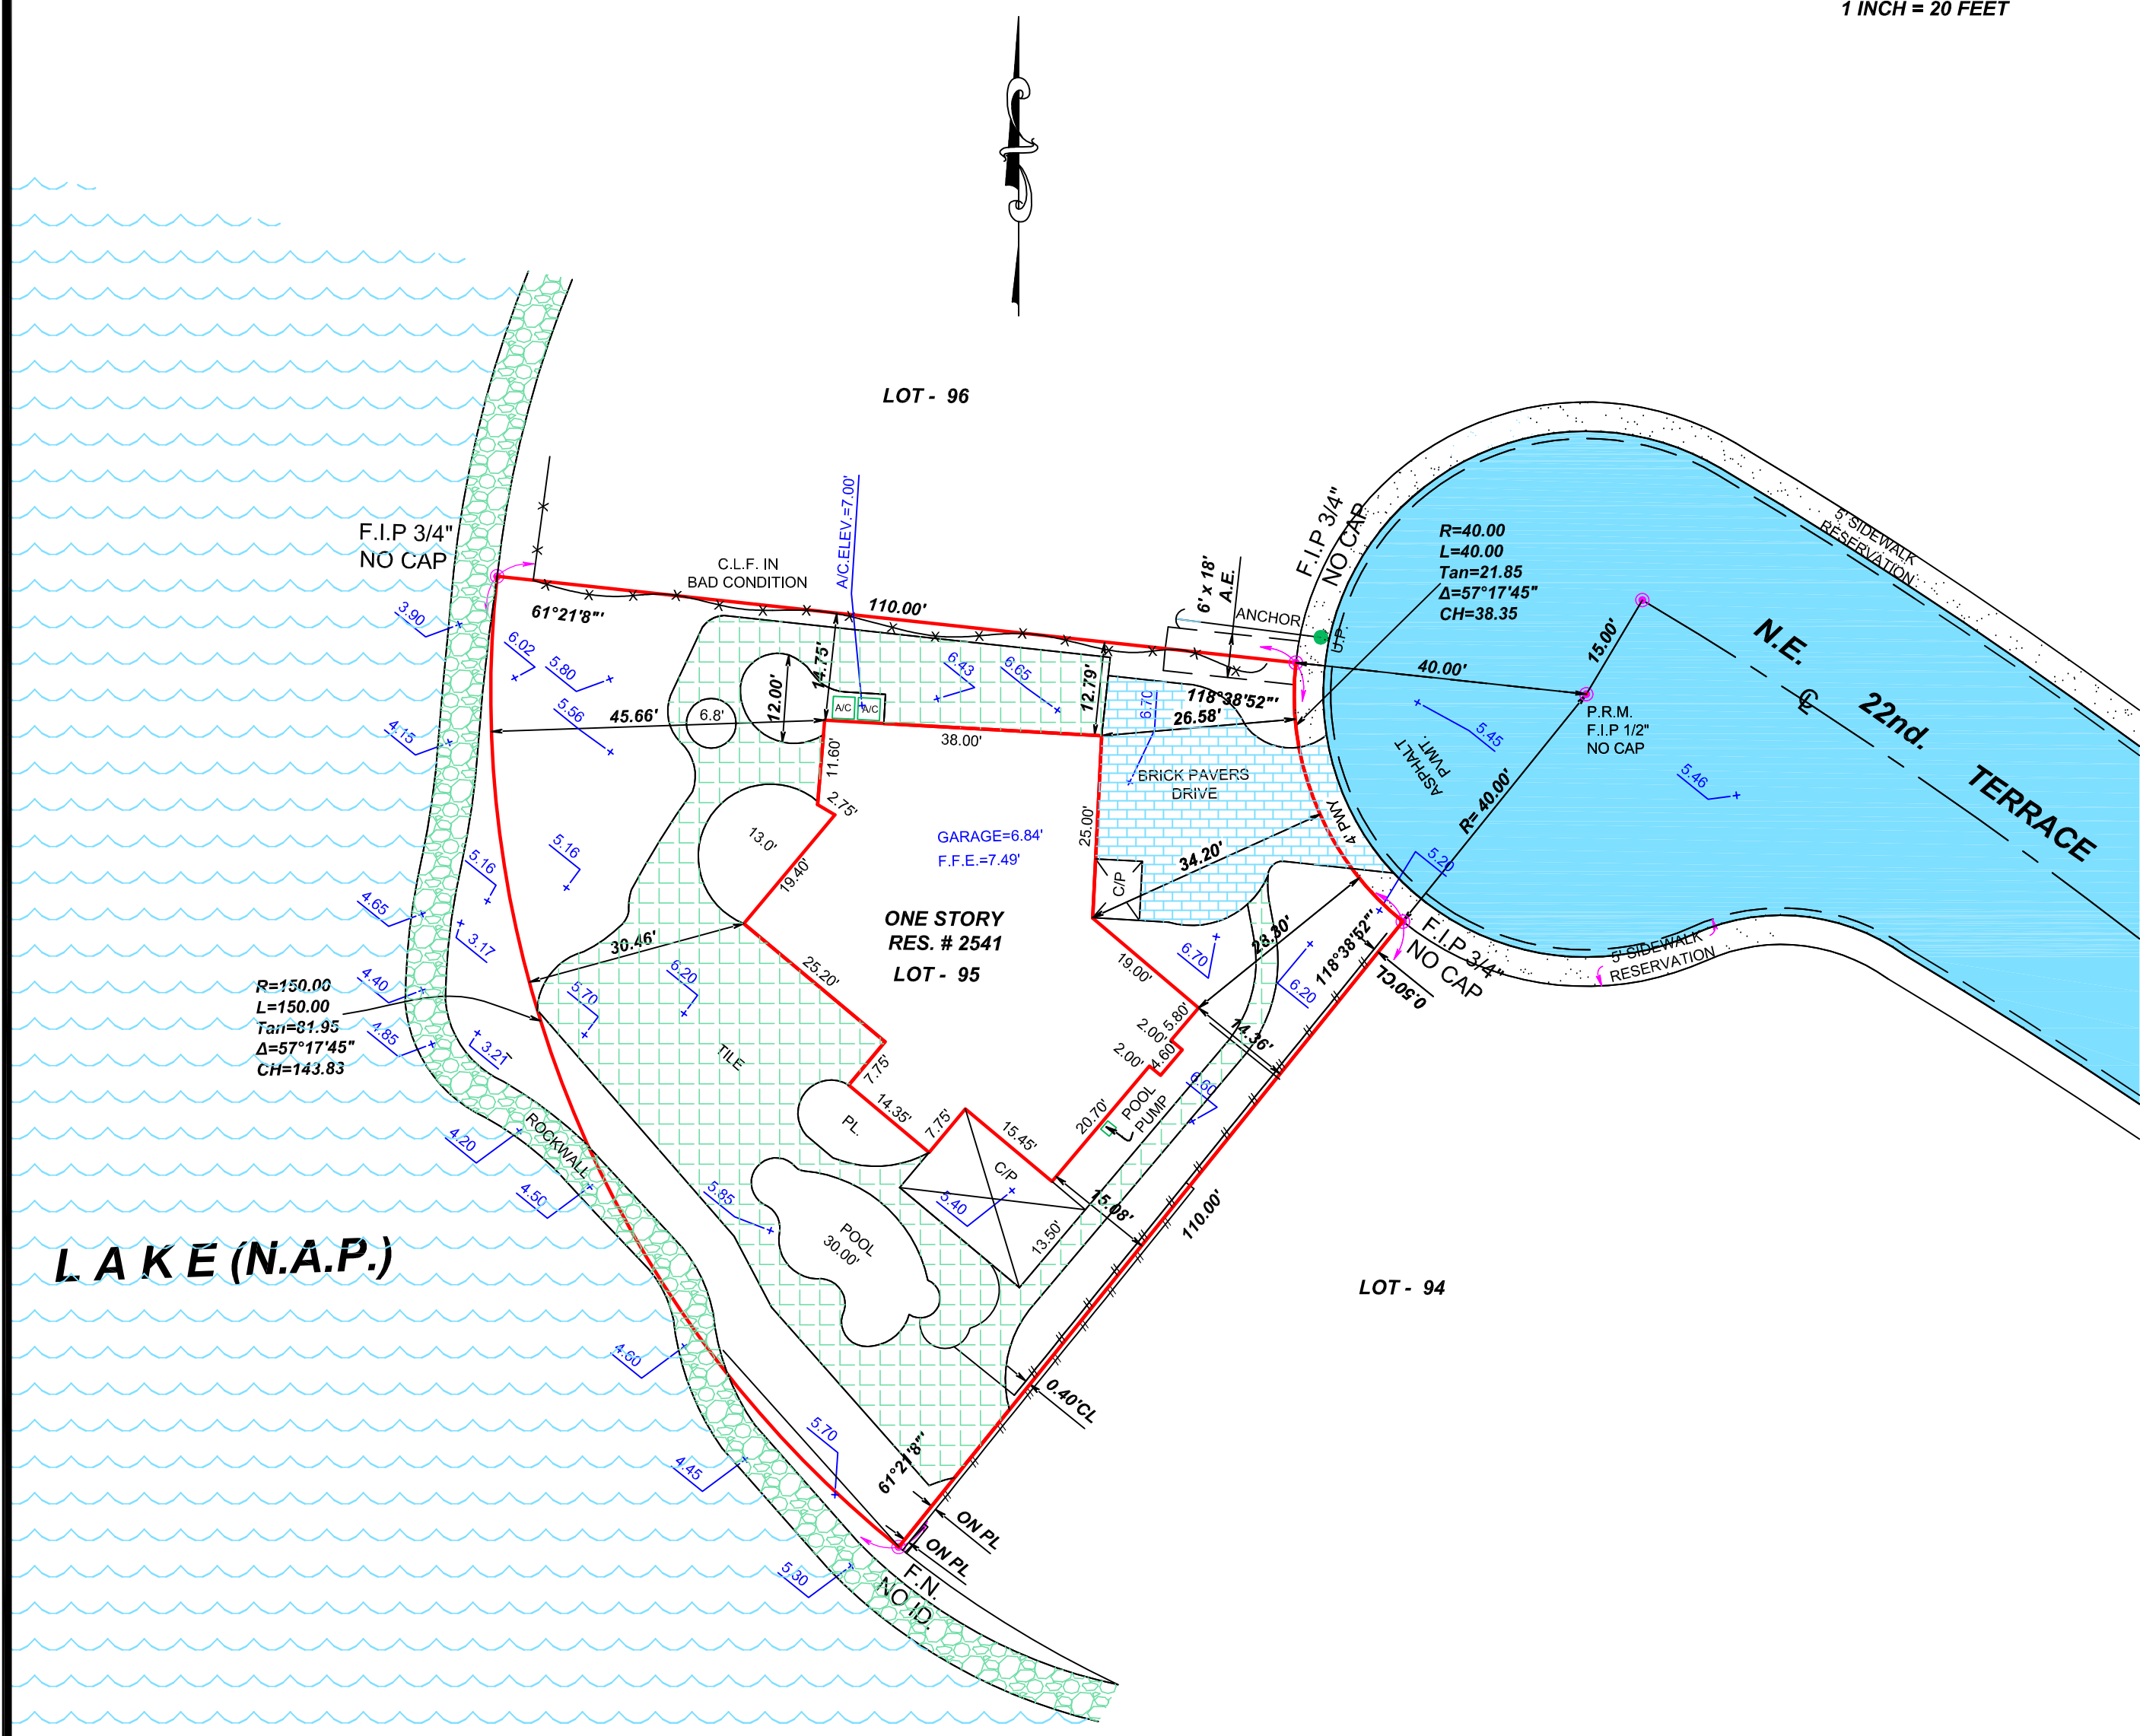 1 INCH = 20 FEET
LOT - 96
F.I.P 3/4"
NO CAP
C.L.F. IN
BAD CONDITION
A/C.ELEV.=7.00'
110.00'
61°21'8"'
6' x 18'
A.E.
ANCHOR
U.P.
F.I.P 3/4"
NO CAP
R=40.00
L=40.00
Tan=21.85
Δ=57°17'45"
CH=38.35
5' SIDEWALK
RESERVATION
N.E.
22nd.
TERRACE
15.00'
40.00'
P.R.M.
F.I.P 1/2"
NO CAP
R= 40.00'
ASPHALT
PVMT.
5.45
5.46
3.90
6.02
5.80
5.56
4.15
45.66'
6.8'
12.00'
14.75'
A/C
A/C
6.43
6.65
12.79'
6.70
118°38'52"'
26.58'
38.00'
11.60'
2.75'
BRICK PAVERS
DRIVE
4' PWY
25.00'
GARAGE=6.84'
F.F.E.=7.49'
13.0'
19.40'
34.20'
C/P
5.20
5.16
5.16
4.65
3.17
ONE STORY
RES. # 2541
LOT - 95
30.46'
25.20'
19.00'
6.70
28.30'
6.20
118°38'52"'
F.I.P 3/4"
NO CAP
0.50'CL
5' SIDEWALK
RESERVATION
6.20
5.70
4.40
R=150.00
L=150.00
Tan=81.95
Δ=57°17'45"
CH=143.83
4.85
3.21
TILE
7.75'
14.35'
PL.
7.75'
15.45'
C/P
5.40
5.80'
2.00'
4.60'
2.00'
14.36'
20.70'
POOL
PUMP
6.60
15.08'
13.50'
110.00'
ROCKWALL
4.20
4.50
5.85
POOL
30.00'
L A K E (N.A.P.)
LOT - 94
4.60
0.40'CL
5.70
61°21'8"'
4.45
ON PL
ON PL
F.N.
NO ID.
5.30